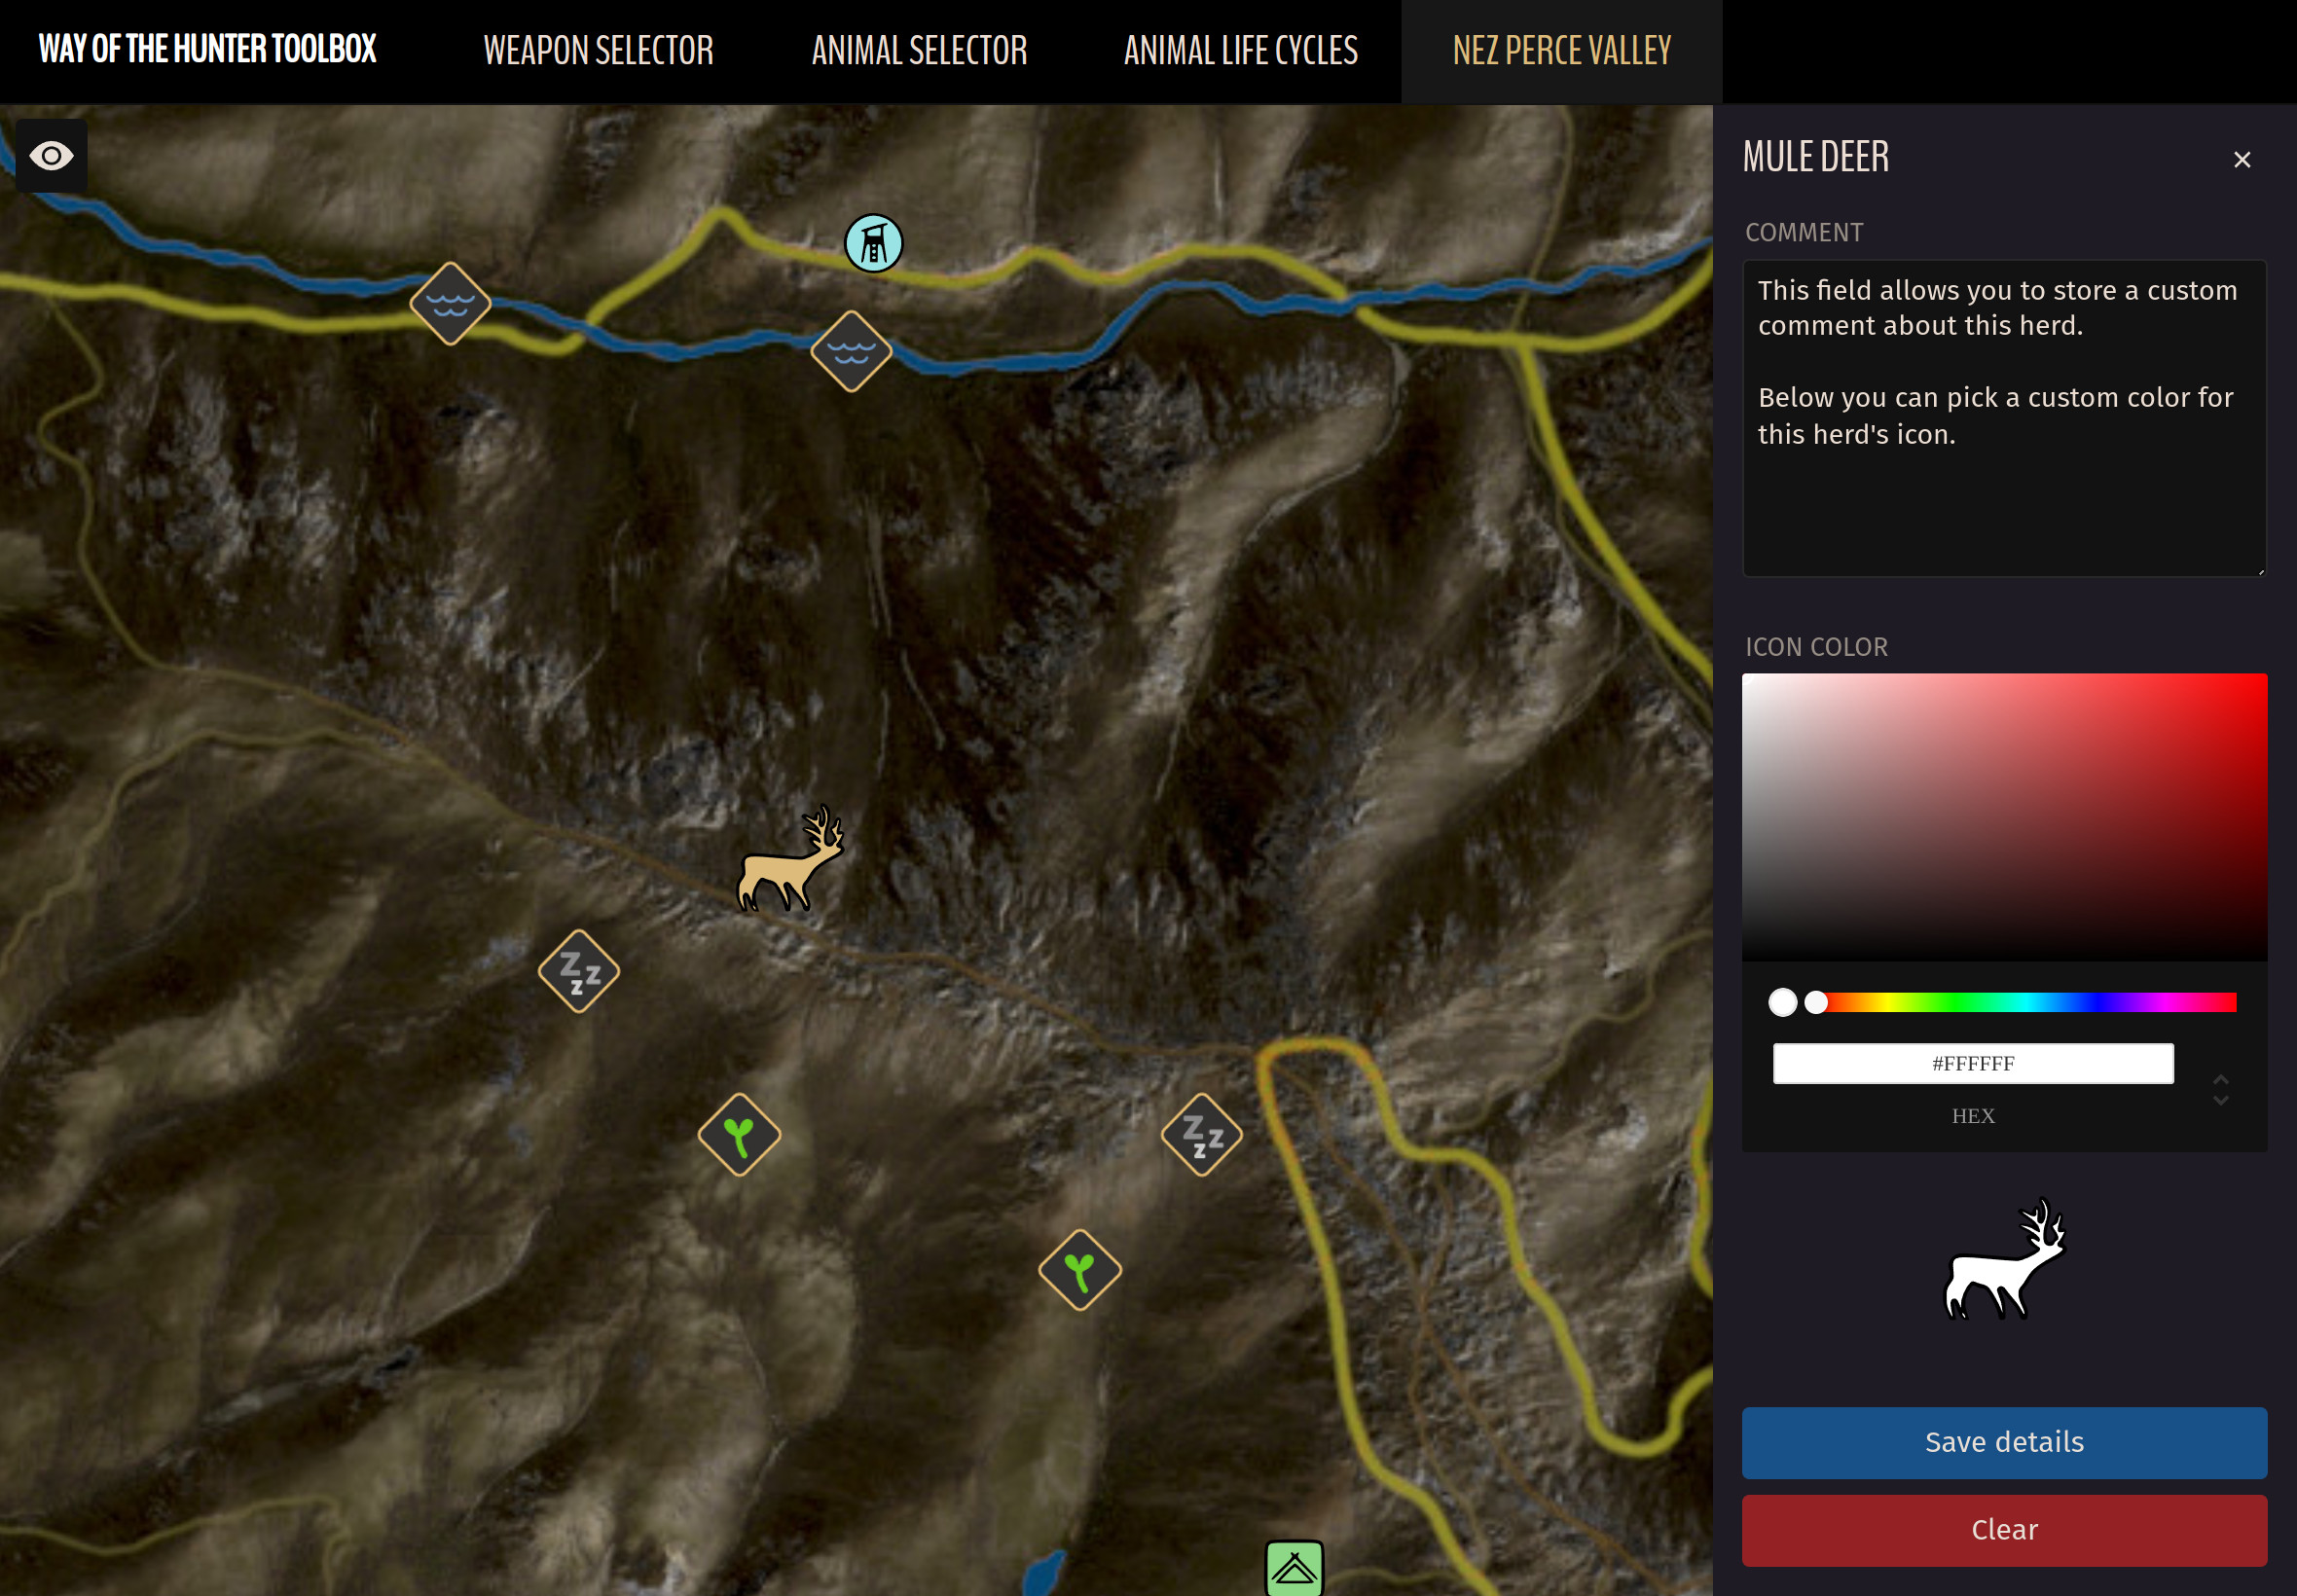 WAY OF THE HUNTER TOOLBOX
WEAPON SELECTOR
ANIMAL SELECTOR
ANIMAL LIFE CYCLES
NEZ PERCE VALLEY
MULE DEER
COMMENT
This field allows you to store a custom
comment about this herd.
Below you can pick a custom color for
this herd's icon.
ICON COLOR
#FFFFFF
HEX
Save details
Clear
Z z z
Z z z